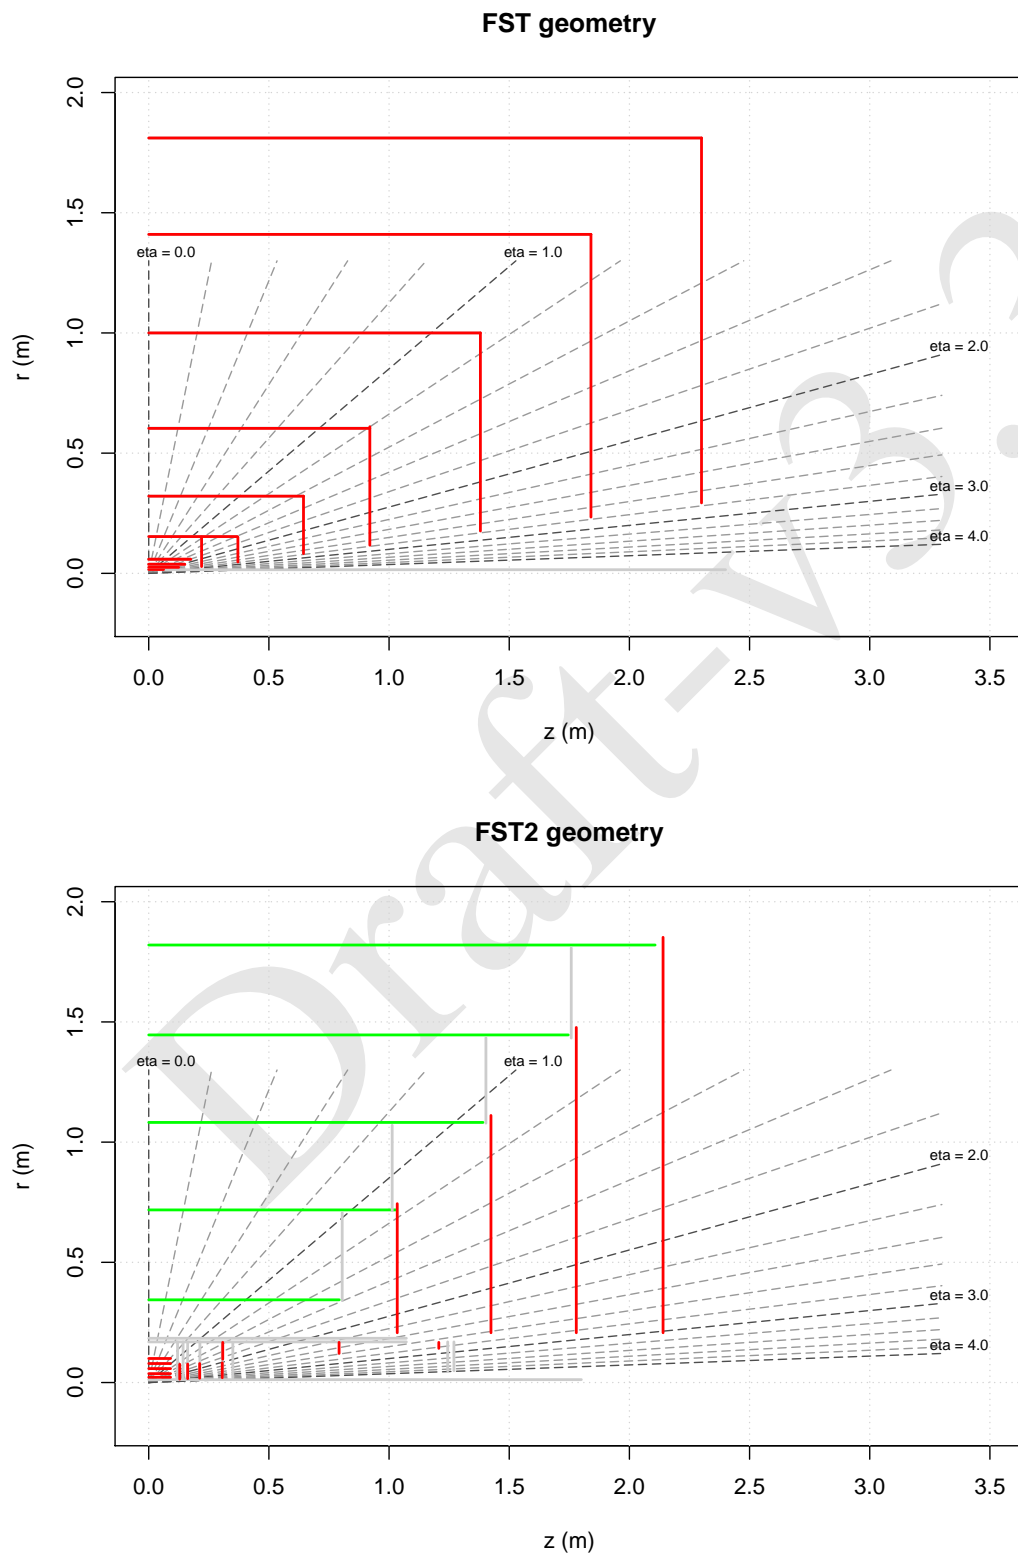 FST geometry
r (m)
2.0
1.5
1.0
0.5
0.0
eta = 0.0
eta = 1.0
eta = 2.0
eta = 3.0
eta = 4.0
0.0 0.5 1.0 1.5 2.0 2.5 3.0 3.5
z (m)
Draft-v3.3
FST2 geometry
r (m)
2.0
1.5
1.0
0.5
0.0
eta = 0.0
eta = 1.0
eta = 2.0
eta = 3.0
eta = 4.0
0.0 0.5 1.0 1.5 2.0 2.5 3.0 3.5
z (m)